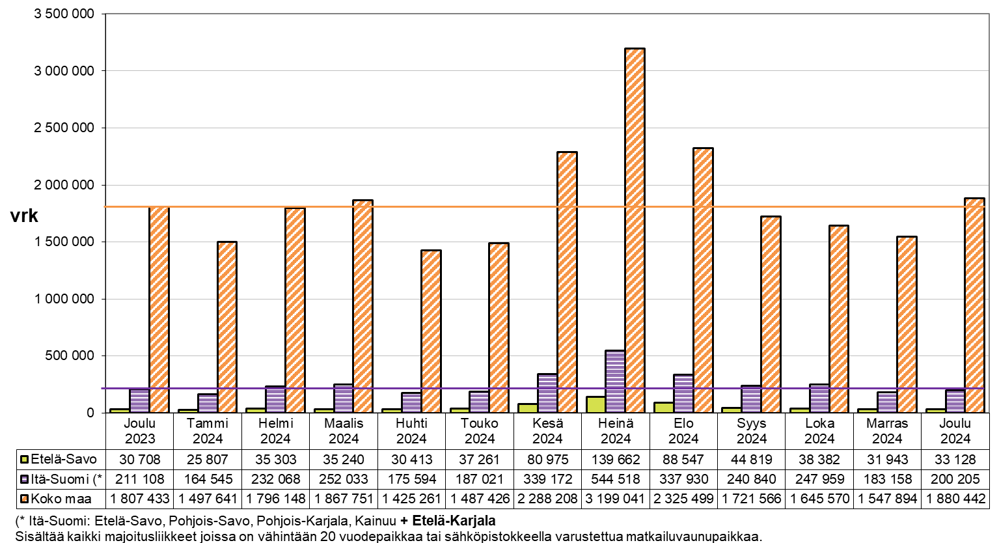 3 500 000
3 000 000
2 500 000
2 000 000
vrk
1 500 000
1 000 000
500 000
0
Joulu 2023 Tammi 2024 Helmi 2024 Maalis 2024 Huhti 2024 Touko 2024 Kesä 2024 Heinä 2024 Elo 2024 Syys 2024 Loka 2024 Marras 2024 Joulu 2024
Etelä-Savo 30 708 25 807 35 303 35 240 30 413 37 261 80 975 139 662 88 547 44 819 38 382 31 943 33 128
Itä-Suomi (* 211 108 164 545 232 068 252 033 175 594 187 021 339 172 544 518 337 930 240 840 247 959 183 158 200 205
Koko maa 1 807 433 1 497 641 1 796 148 1 867 751 1 425 261 1 487 426 2 288 208 3 199 041 2 325 499 1 721 566 1 645 570 1 547 894 1 880 442
(* Itä-Suomi: Etelä-Savo, Pohjois-Savo, Pohjois-Karjala, Kainuu + Etelä-Karjala
Sisältää kaikki majoitusliikkeet joissa on vähintään 20 vuodepaikkaa tai sähköpistokkeella varustettua matkailuvaunupaikkaa.